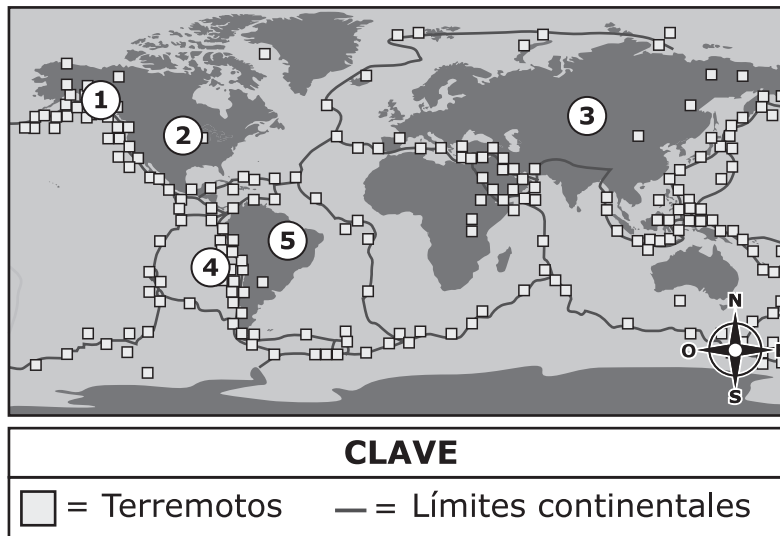 1
2
3
4
5
N
O
S
CLAVE
= Terremotos
= Límites continentales